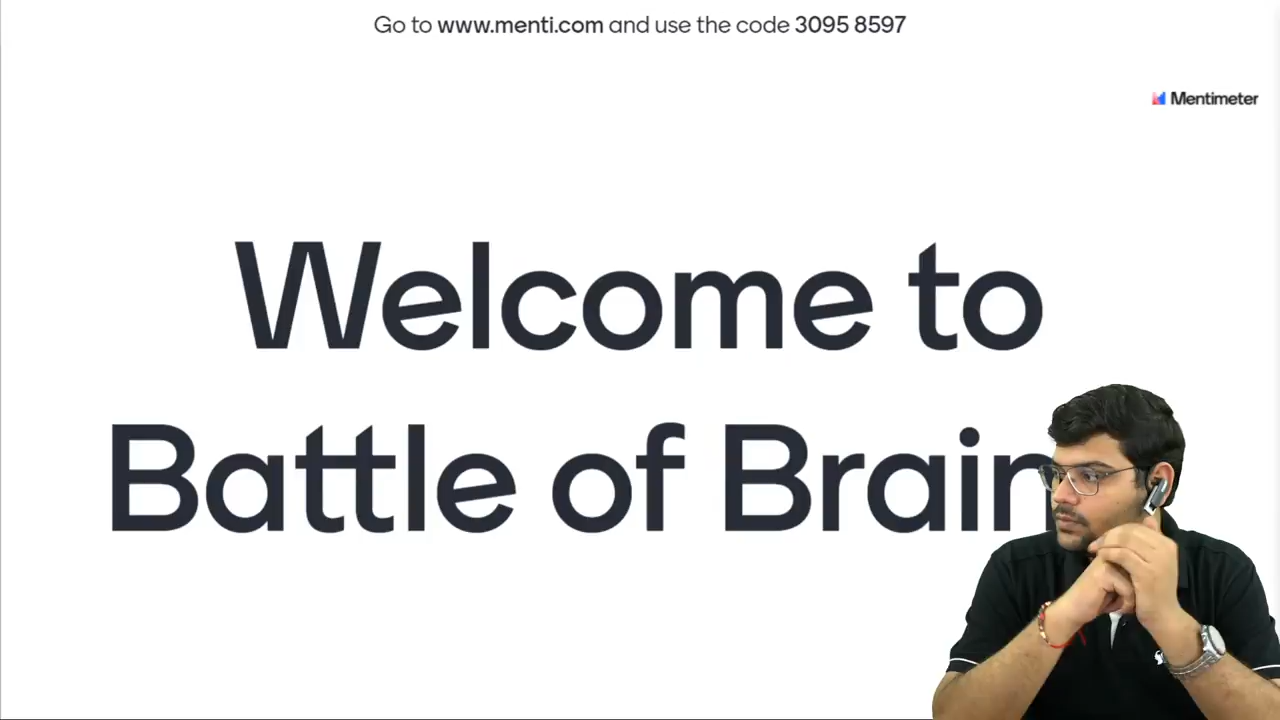 Go to www.menti.com and use the code 3095 8597
Mentimeter
Welcome to
Battle of Brain